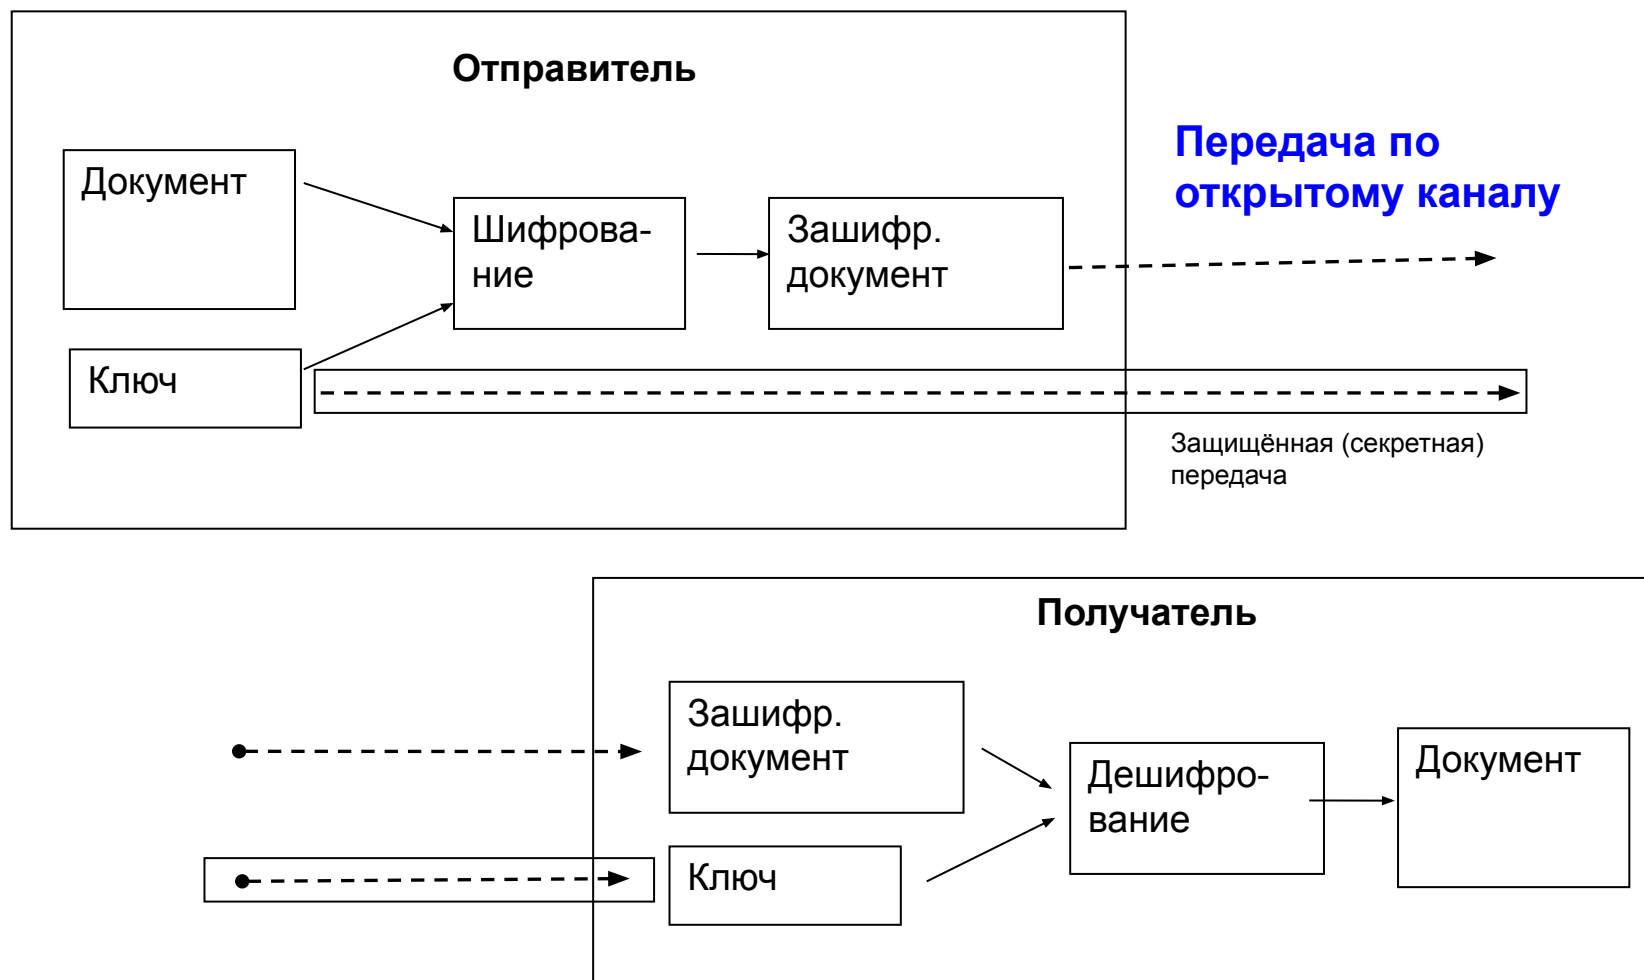 Отправитель
Передача по
открытому каналу
Документ
Шифрова-
ние
Зашифр.
документ
Ключ
Защищённая (секретная)
передача
Получатель
Зашифр.
документ
Дешифро-
вание
Документ
Ключ